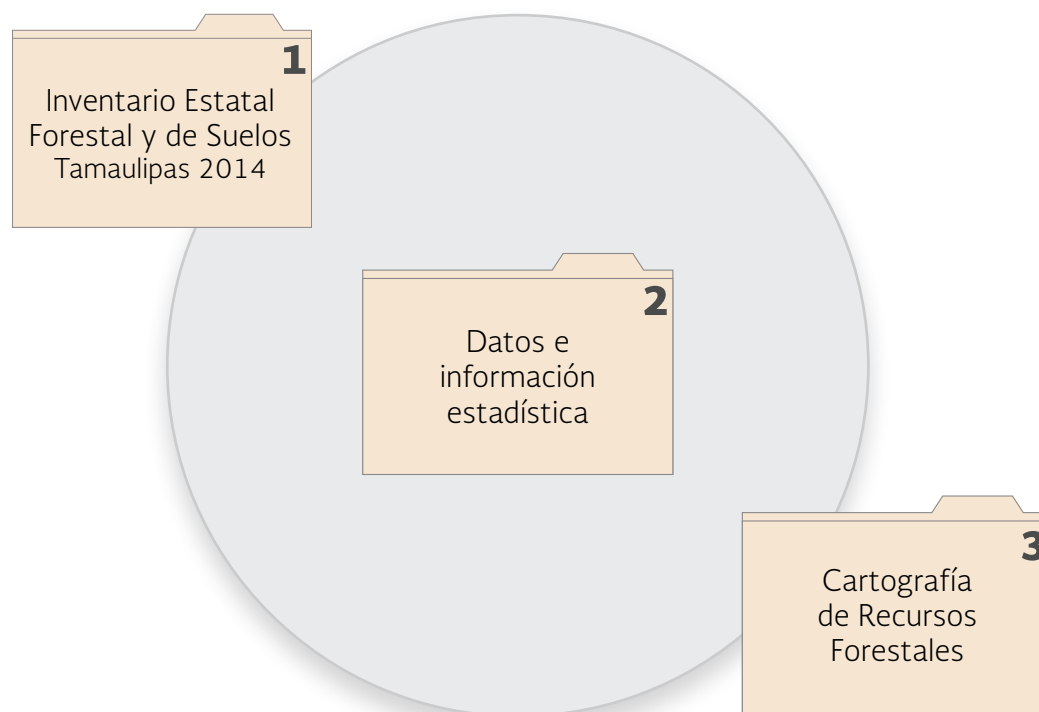 1
Inventario Estatal
Forestal y de Suelos
Tamaulipas 2014
2
Datos e
información
estadística
3
Cartografía
de Recursos
Forestales